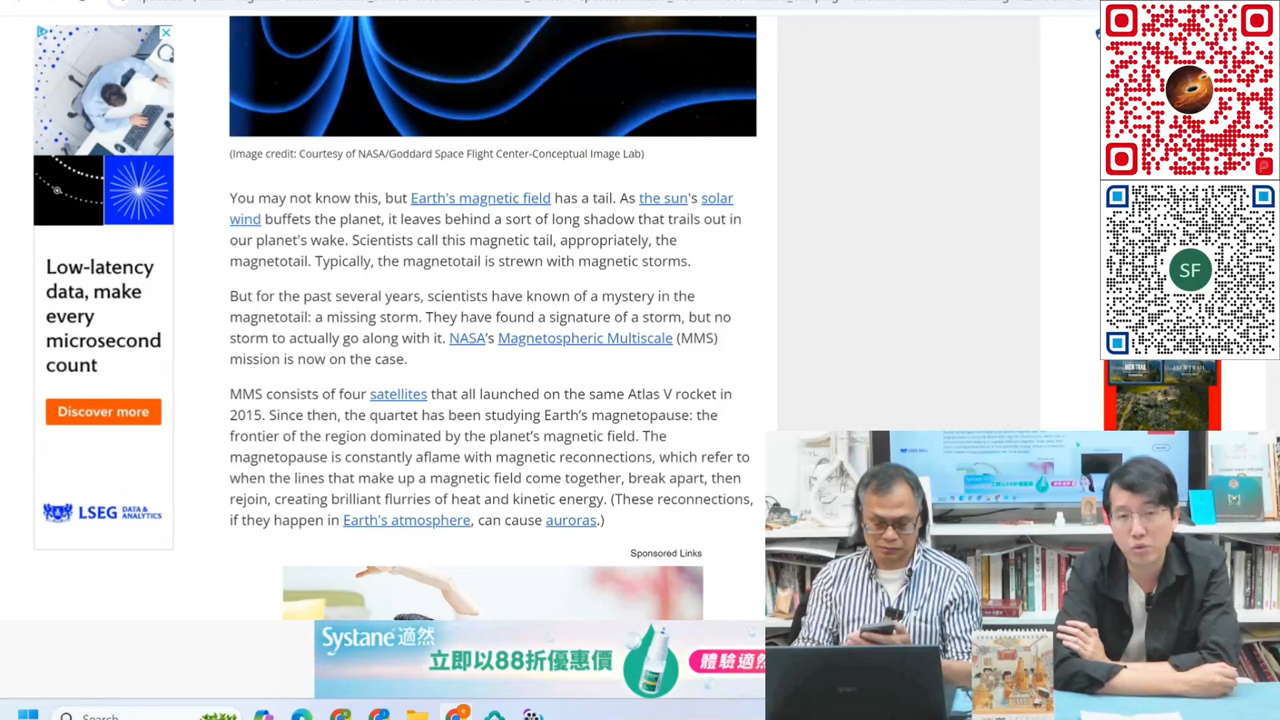 (Image credit: Courtesy of NASA/Goddard Space Flight Center-Conceptual Image Lab)
You may not know this, but Earth's magnetic field has a tail. As the sun's solar
wind buffets the planet, it leaves behind a sort of long shadow that trails out in
our planet's wake. Scientists call this magnetic tail, appropriately, the
magnetotail. Typically, the magnetotail is strewn with magnetic storms.
But for the past several years, scientists have known of a mystery in the
magnetotail: a missing storm. They have found a signature of a storm, but no
storm to actually go along with it. NASA's Magnetospheric Multiscale (MMS)
mission is now on the case.
MMS consists of four satellites that all launched on the same Atlas V rocket in
2015. Since then, the quartet has been studying Earth's magnetopause: the
frontier of the region dominated by the planet's magnetic field. The
magnetopause is constantly aflame with magnetic reconnections, which refer to
when the lines that make up a magnetic field come together, break apart, then
rejoin, creating brilliant flurries of heat and kinetic energy. (These reconnections,
if they happen in Earth's atmosphere, can cause auroras.)
Sponsored Links
Low-latency
data, make
every
microsecond
count
Discover more
LSEG DATA &
ANALYTICS
Systane 適然
立即以88折優惠價
體驗適
Search
SF